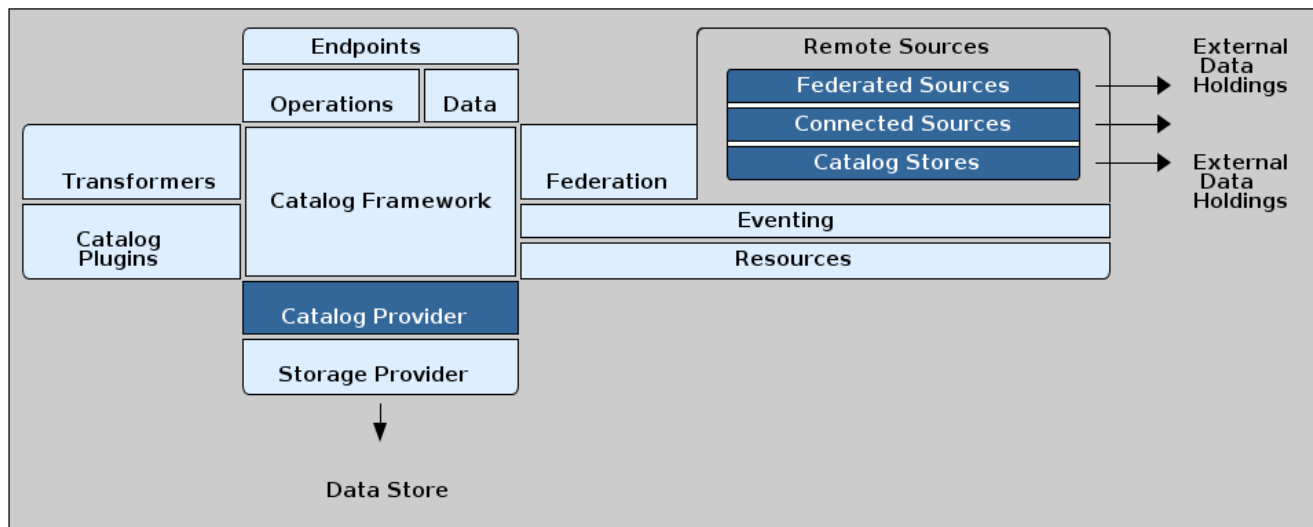 Endpoints
Operations
Data
Transformers
Catalog
Plugins
Catalog Framework
Federation
Remote Sources
Federated Sources
Connected Sources
Catalog Stores
External
Data
Holdings
External
Data
Holdings
Eventing
Resources
Catalog Provider
Storage Provider
Data Store